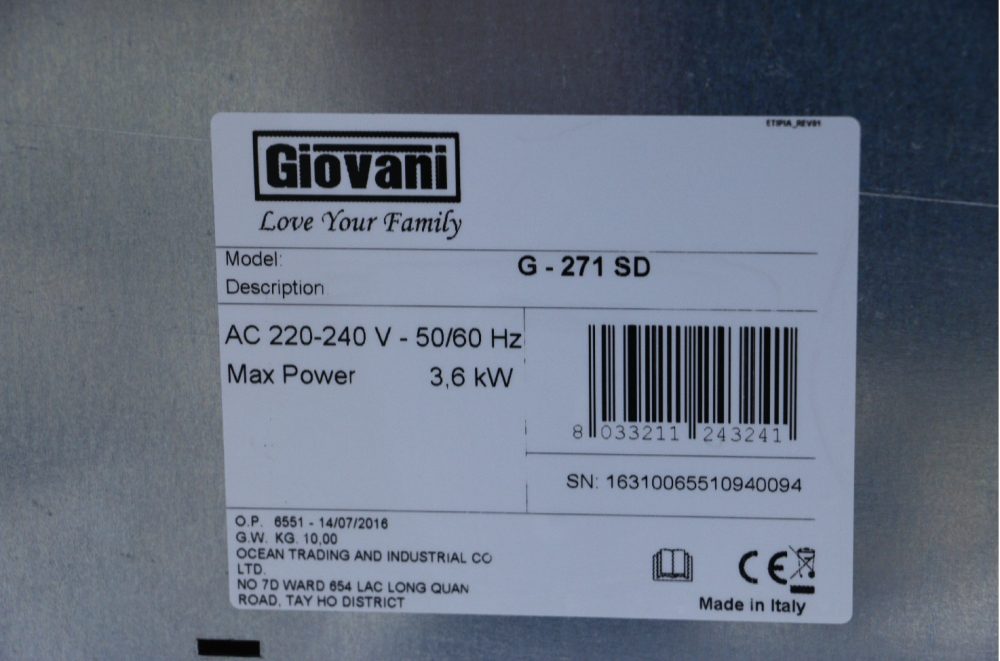 ETIPIA_REV01
Giovani
Love Your Family
Model: G - 271 SD
Description
AC 220-240 V - 50/60 Hz
Max Power 3,6 kW
8 033211 243241
SN: 16310065510940094
O.P. 6551 - 14/07/2016
G.W. KG. 10,00
OCEAN TRADING AND INDUSTRIAL CO
LTD.
NO 7D WARD 654 LAC LONG QUAN
ROAD, TAY HO DISTRICT
CE
Made in Italy